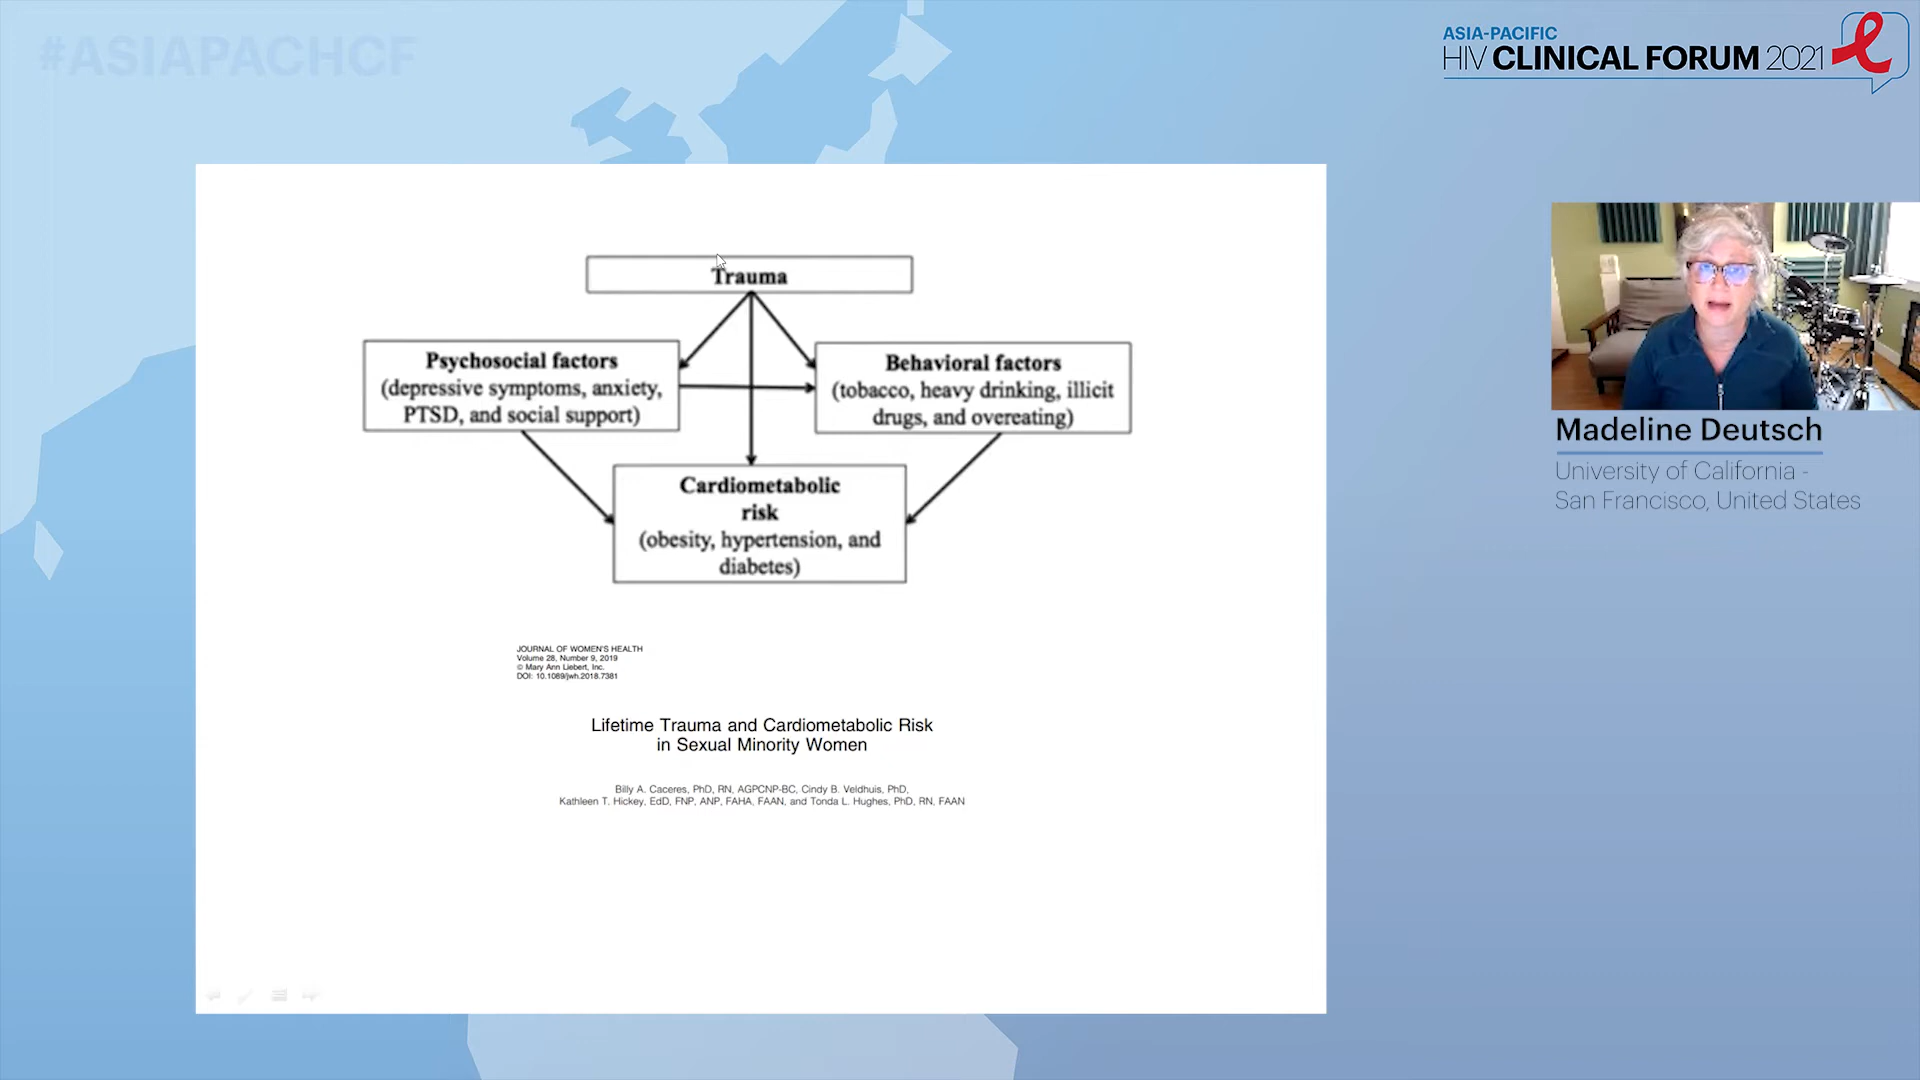 #ASIAPACHCF
ASIA-PACIFIC
HIV CLINICAL FORUM 2021
Trauma
Psychosocial factors
(depressive symptoms, anxiety,
PTSD, and social support)
Behavioral factors
(tobacco, heavy drinking, illicit
drugs, and overeating)
Cardiometabolic
risk
(obesity, hypertension, and
diabetes)
JOURNAL OF WOMEN'S HEALTH
Volume 28, Number 9, 2019
© Mary Ann Liebert, Inc.
DOI: 10.1089/jwh.2018.7381
Lifetime Trauma and Cardiometabolic Risk
in Sexual Minority Women
Billy A. Caceres, PhD, RN, AGPCNP-BC, Cindy B. Veldhuis, PhD,
Kathleen T. Hickey, EdD, FNP, ANP, FAHA, FAAN, and Tonda L. Hughes, PhD, RN, FAAN
Madeline Deutsch
University of California -
San Francisco, United States